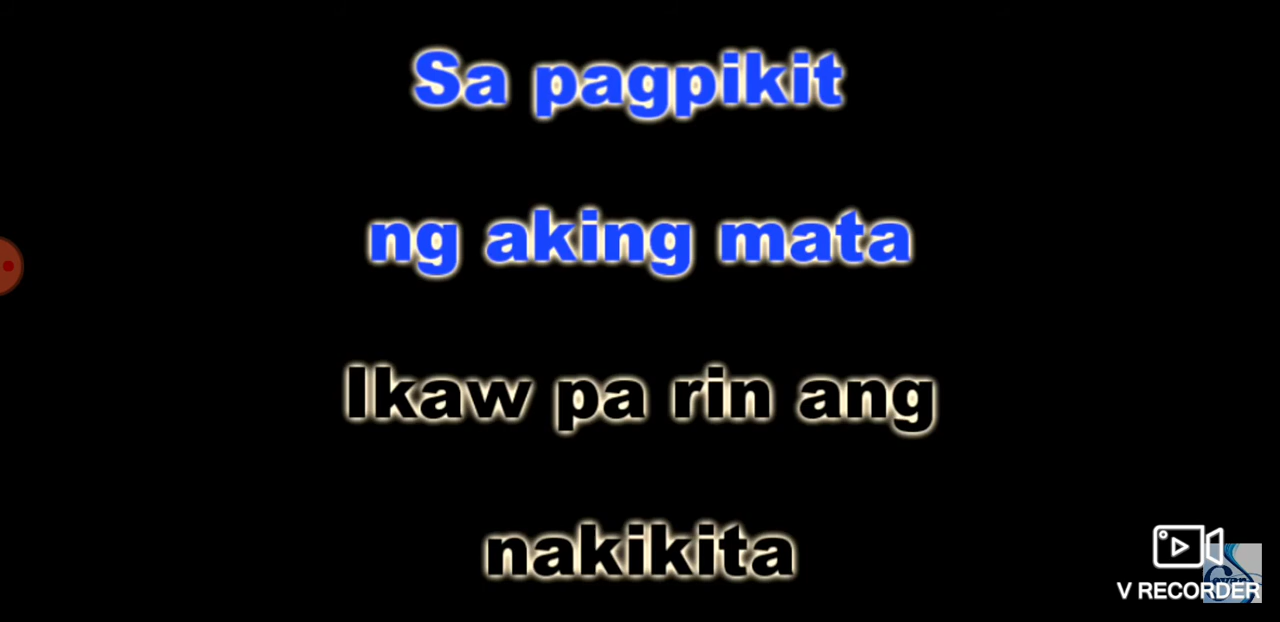 Sa pagpikit
ng aking mata
Ikaw pa rin ang
nakikita
V RECORDER